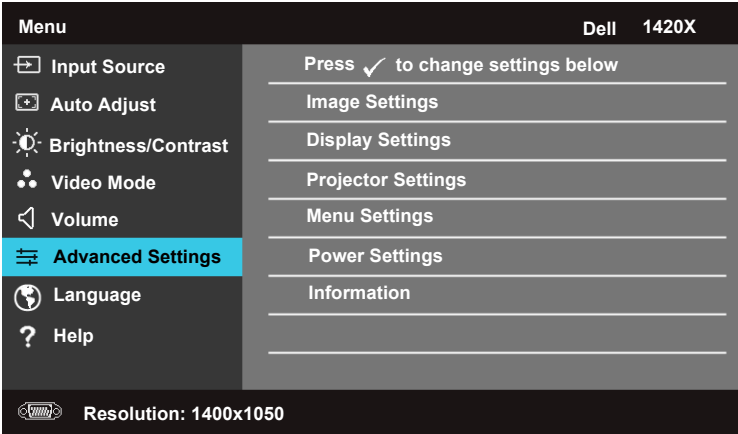 Menu
Dell 1420X
Input Source
Auto Adjust
Brightness/Contrast
Video Mode
Volume
Advanced Settings
Language
Help
Press ✓ to change settings below
Image Settings
Display Settings
Projector Settings
Menu Settings
Power Settings
Information
Resolution: 1400x1050